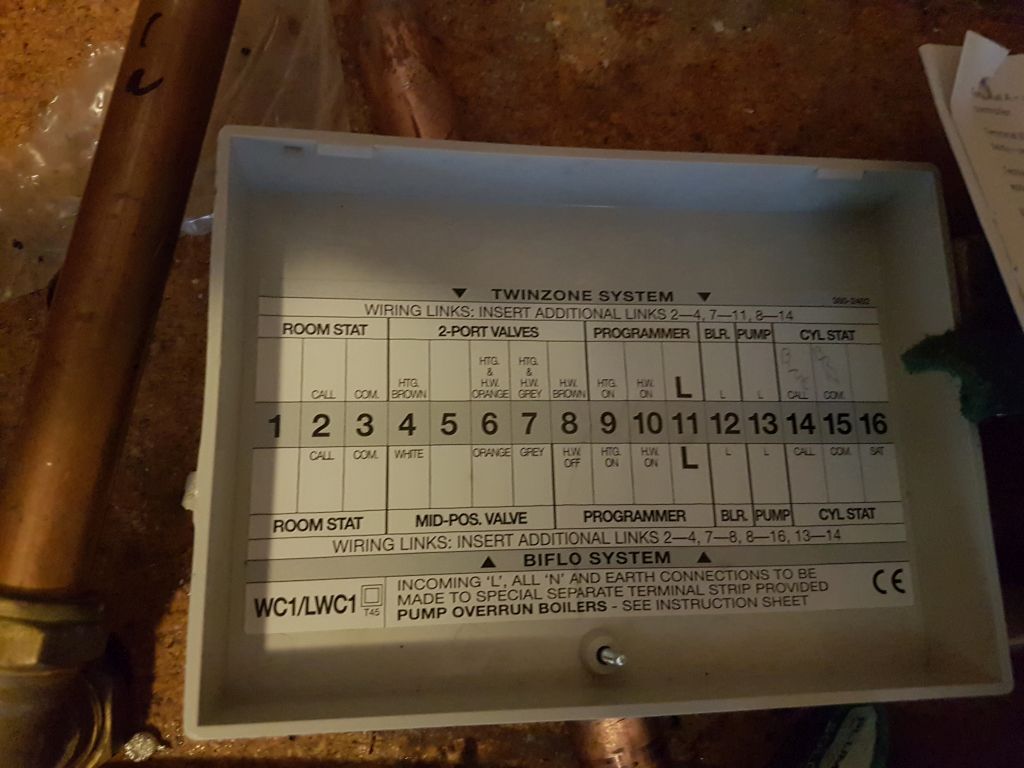 ▼ TWINZONE SYSTEM ▼
WIRING LINKS: INSERT ADDITIONAL LINKS 2—4, 7—11, 8—14
ROOM STAT 2-PORT VALVES PROGRAMMER BLR. PUMP CYL STAT
CALL COM. HTG. BROWN HTG. & H.W. ORANGE HTG. & H.W. GREY H.W. BROWN HTG. ON H.W. ON L L L CALL COM.
1 2 3 4 5 6 7 8 9 10 11 12 13 14 15 16
CALL COM. WHITE ORANGE GREY H.W. OFF HTG. ON H.W. ON L L L CALL COM. SAT
ROOM STAT MID-POS. VALVE PROGRAMMER BLR. PUMP CYL STAT
WIRING LINKS: INSERT ADDITIONAL LINKS 2—4, 7—8, 8—16, 13—14
▲ BIFLO SYSTEM ▲
WC1/LWC1 T45
INCOMING 'L', ALL 'N' AND EARTH CONNECTIONS TO BE
MADE TO SPECIAL SEPARATE TERMINAL STRIP PROVIDED
PUMP OVERRUN BOILERS - SEE INSTRUCTION SHEET
CE